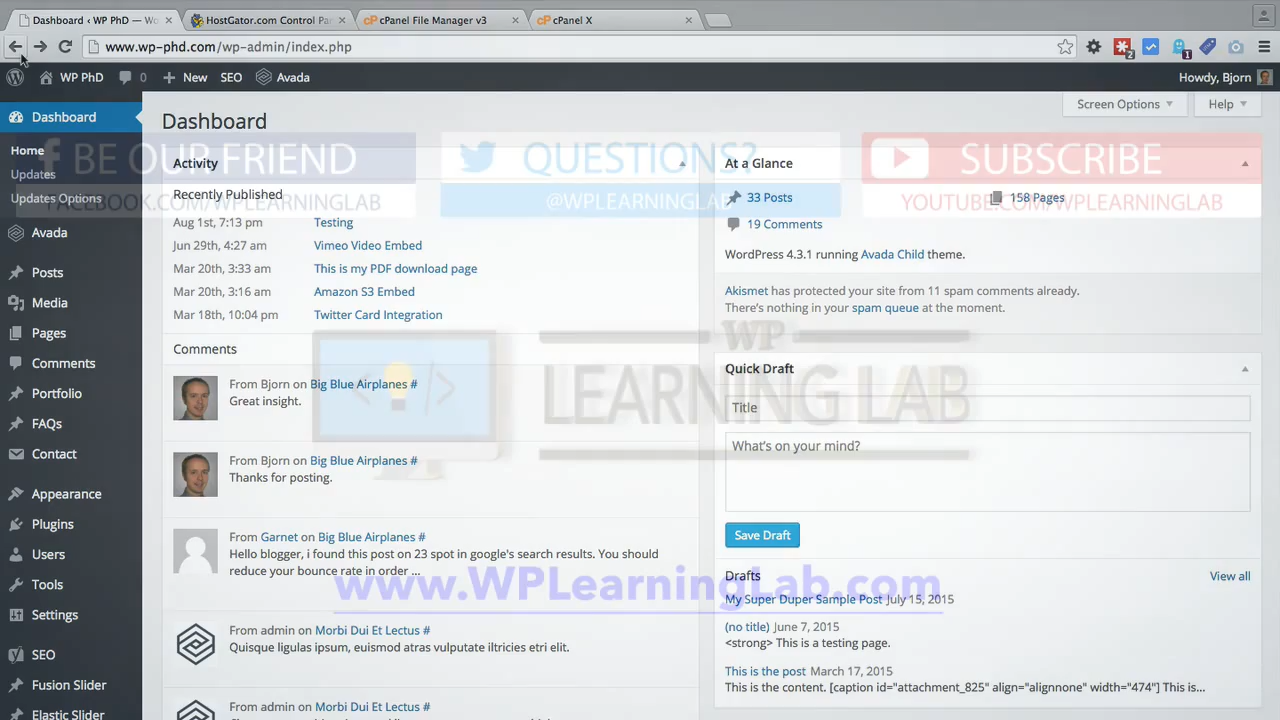 Dashboard ‹ WP PhD — Wo
HostGator.com Control Pan
cPanel File Manager v3
cPanel X
www.wp-phd.com/wp-admin/index.php
2
1
WP PhD
0
New
SEO
Avada
Howdy, Bjorn
Dashboard
Home
Updates
Updates Options
Avada
Posts
Media
Pages
Comments
Portfolio
FAQs
Contact
Appearance
Plugins
Users
Tools
Settings
SEO
Fusion Slider
Elastic Slider
Screen Options
Help
Dashboard
BE OUR FRIEND
FACEBOOK.COM/WPLEARNINGLAB
QUESTIONS?
@WPLEARNINGLAB
SUBSCRIBE
YOUTUBE.COM/WPLEARNINGLAB
Activity
Recently Published
Aug 1st, 7:13 pm Testing
Jun 29th, 4:27 am Vimeo Video Embed
Mar 20th, 3:33 am This is my PDF download page
Mar 20th, 3:16 am Amazon S3 Embed
Mar 18th, 10:04 pm Twitter Card Integration
Comments
From Bjorn on Big Blue Airplanes #
Great insight.
From Bjorn on Big Blue Airplanes #
Thanks for posting.
From Garnet on Big Blue Airplanes #
Hello blogger, i found this post on 23 spot in google's search results. You should
reduce your bounce rate in order ...
From admin on Morbi Dui Et Lectus #
Quisque ligulas ipsum, euismod atras vulputate iltricies etri elit.
From admin on Morbi Dui Et Lectus #
At a Glance
33 Posts
158 Pages
19 Comments
WordPress 4.3.1 running Avada Child theme.
Akismet has protected your site from 11 spam comments already.
There's nothing in your spam queue at the moment.
WP
LEARNING LAB
Quick Draft
Title
What's on your mind?
Save Draft
Drafts
View all
My Super Duper Sample Post July 15, 2015
(no title) June 7, 2015
<strong> This is a testing page.
This is the post March 17, 2015
This is the content. [caption id="attachment_825" align="alignnone" width="474"] This is...
www.WPLearningLab.com